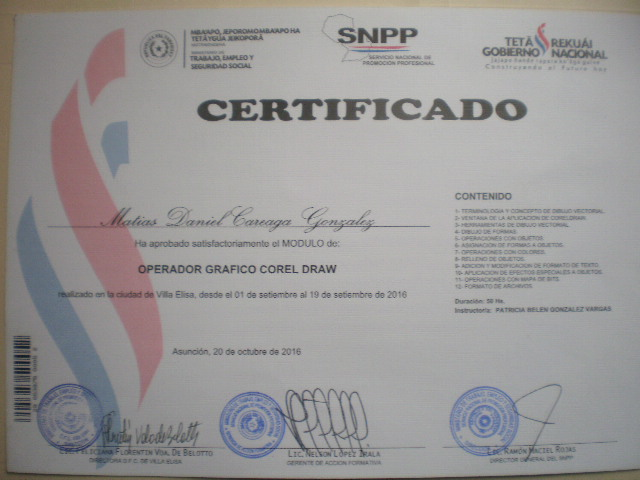 MBA'APO, JEPOROMOMBA'APO HA
TETÃYGUA JEIKOPORÃ
MINISTERIO DE
TRABAJO, EMPLEO Y
SEGURIDAD SOCIAL
SNPP
SERVICIO NACIONAL DE
PROMOCIÓN PROFESIONAL
TETÃ REKUÁI
GOBIERNO NACIONAL
Construyendo el Futuro hoy
CERTIFICADO
Matias Daniel Careaga Gonzalez
Ha aprobado satisfactoriamente el MODULO de:
OPERADOR GRAFICO COREL DRAW
realizado en la ciudad de Villa Elisa, desde el 01 de setiembre al 19 de setiembre de 2016
Asunción, 20 de octubre de 2016
CONTENIDO
1- TERMINOLOGIA Y CONCEPTO DE DIBUJO VECTORIAL.
2- VENTANA DE LA APLICACION DE CORELDRAW.
3- HERRAMIENTAS DE DIBUJO VECTORIAL.
4- DIBUJO DE FORMAS.
5- OPERACIONES CON OBJETOS.
6- ASIGNACION DE FORMAS A OBJETOS.
7- OPERACIONES CON COLORES.
8- RELLENO DE OBJETOS.
9- ADICION Y MODIFICACION DE FORMATO DE TEXTO.
10- APLICACION DE EFECTOS ESPECIALES A OBJETOS.
11- OPERACIONES CON MAPA DE BITS.
12- FORMATO DE ARCHIVOS.
Duración: 50 Hs.
Instructor/a: PATRICIA BELEN GONZALEZ VARGAS
LIC. FELICIANA FLORENTIN VDA. DE BELOTTO
DIRECTORA S.F.C. DE VILLA ELISA
LIC. NELSON LÓPEZ IRALA
GERENTE DE ACCION FORMATIVA
LIC. RAMÓN MACIEL ROJAS
DIRECTOR GENERAL DEL SNPP